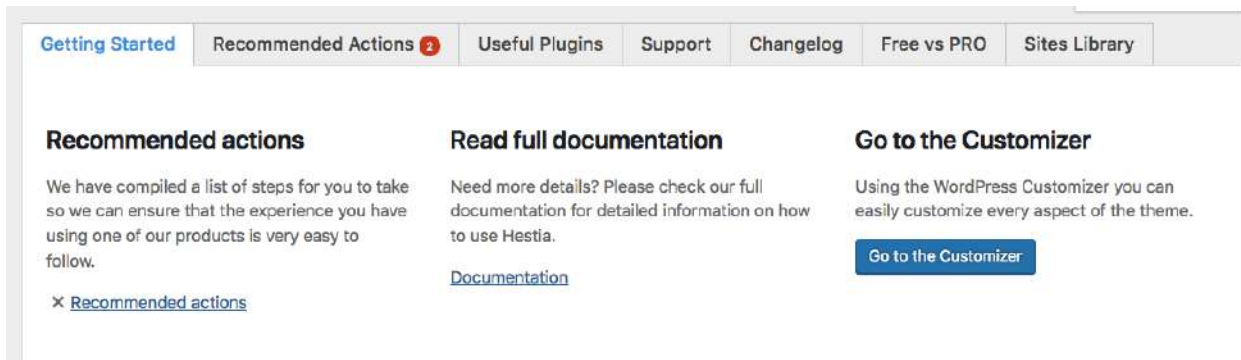 Getting Started Recommended Actions 2 Useful Plugins Support Changelog Free vs PRO Sites Library
Recommended actions
We have compiled a list of steps for you to take
so we can ensure that the experience you have
using one of our products is very easy to
follow.
Recommended actions
Read full documentation
Need more details? Please check our full
documentation for detailed information on how
to use Hestia.
Documentation
Go to the Customizer
Using the WordPress Customizer you can
easily customize every aspect of the theme.
Go to the Customizer